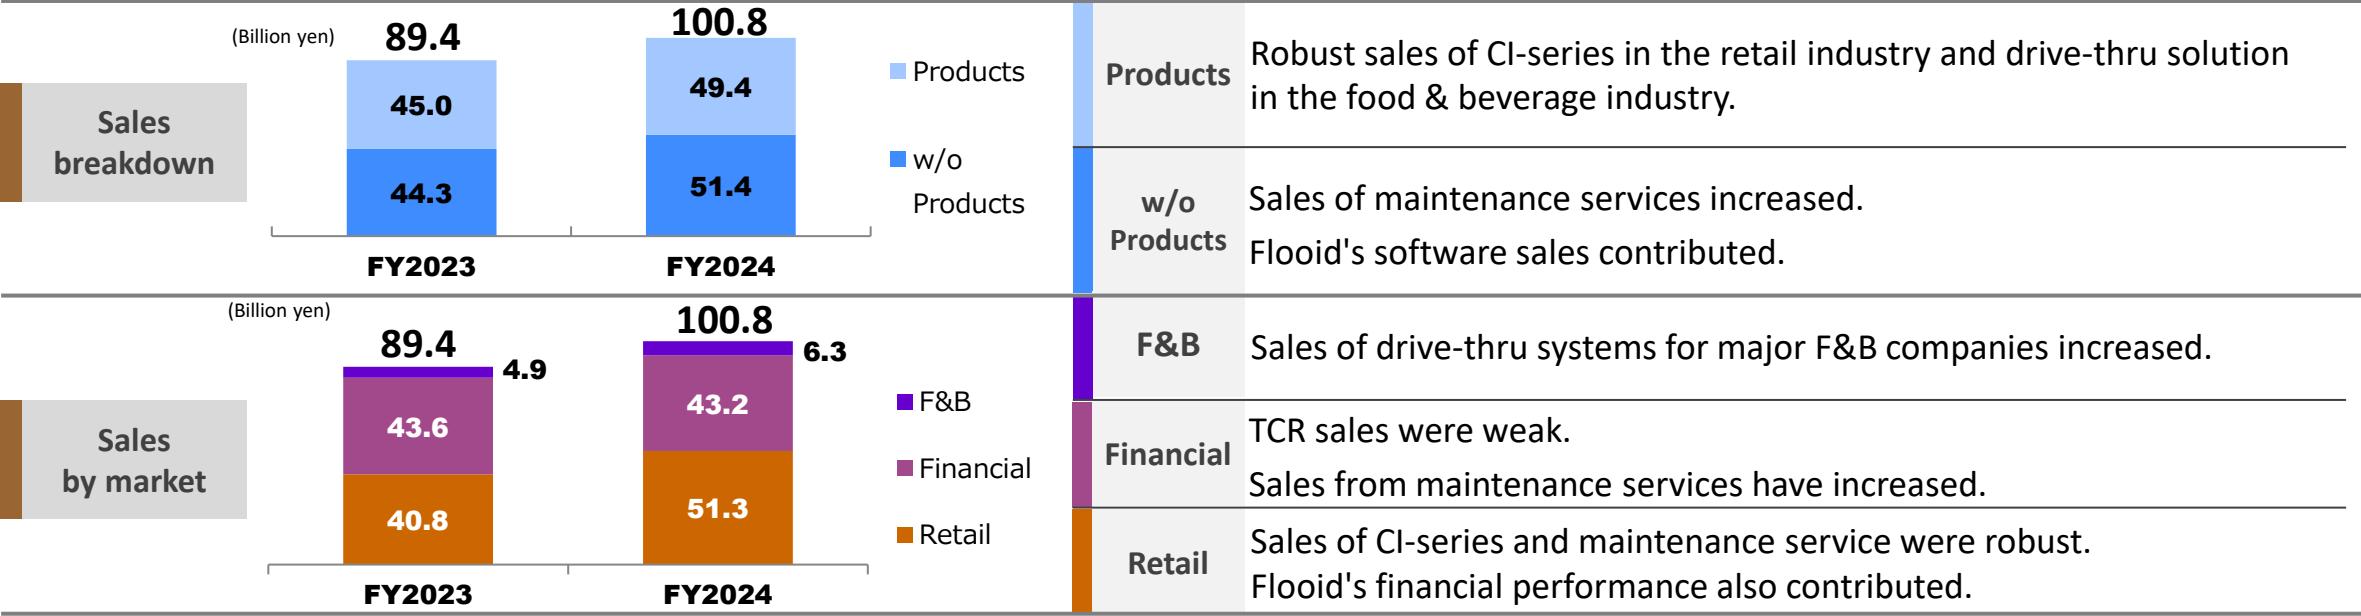 Sales
breakdown
(Billion yen)
89.4
100.8
45.0
49.4
44.3
51.4
FY2023
FY2024
Products
w/o
Products
Products
Robust sales of CI-series in the retail industry and drive-thru solution
in the food & beverage industry.
w/o
Products
Sales of maintenance services increased.
Flooid's software sales contributed.
Sales
by market
(Billion yen)
89.4
100.8
4.9
6.3
43.6
43.2
40.8
51.3
FY2023
FY2024
F&B
Financial
Retail
F&B
Sales of drive-thru systems for major F&B companies increased.
Financial
TCR sales were weak.
Sales from maintenance services have increased.
Retail
Sales of CI-series and maintenance service were robust.
Flooid's financial performance also contributed.